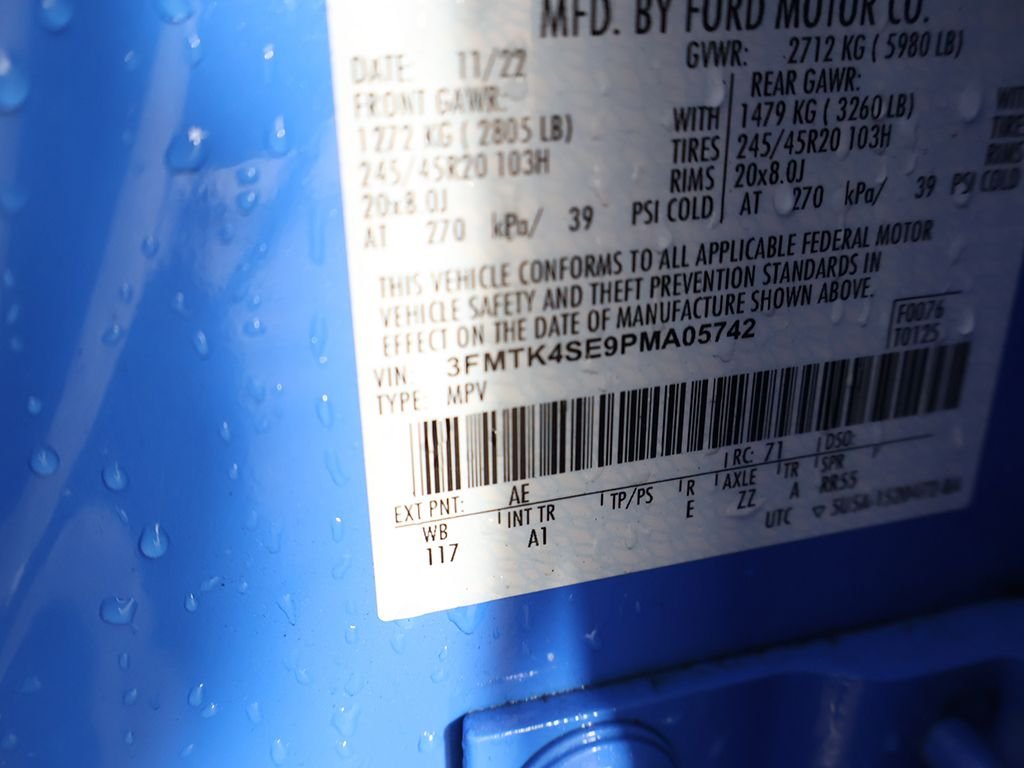 MFD. BY FORD MOTOR CO.
DATE: 11/22 GVWR: 2712 KG ( 5980 LB)
FRONT GAWR: REAR GAWR:
1272 KG ( 2805 LB) WITH 1479 KG ( 3260 LB) WITH
245/45R20 103H TIRES 245/45R20 103H TIRES
20x8.0J RIMS 20x8.0J RIMS
AT 270 kPa/ 39 PSI COLD AT 270 kPa/ 39 PSI COLD
THIS VEHICLE CONFORMS TO ALL APPLICABLE FEDERAL MOTOR
VEHICLE SAFETY AND THEFT PREVENTION STANDARDS IN
EFFECT ON THE DATE OF MANUFACTURE SHOWN ABOVE.
VIN: 3FMTK4SE9PMA05742
TYPE: MPV
F0076
T0125
RC: 71 DSO:
EXT PNT: AE
WB INT TR TP/PS R AXLE TR SPR
117 A1 E ZZ A RR55
UTC